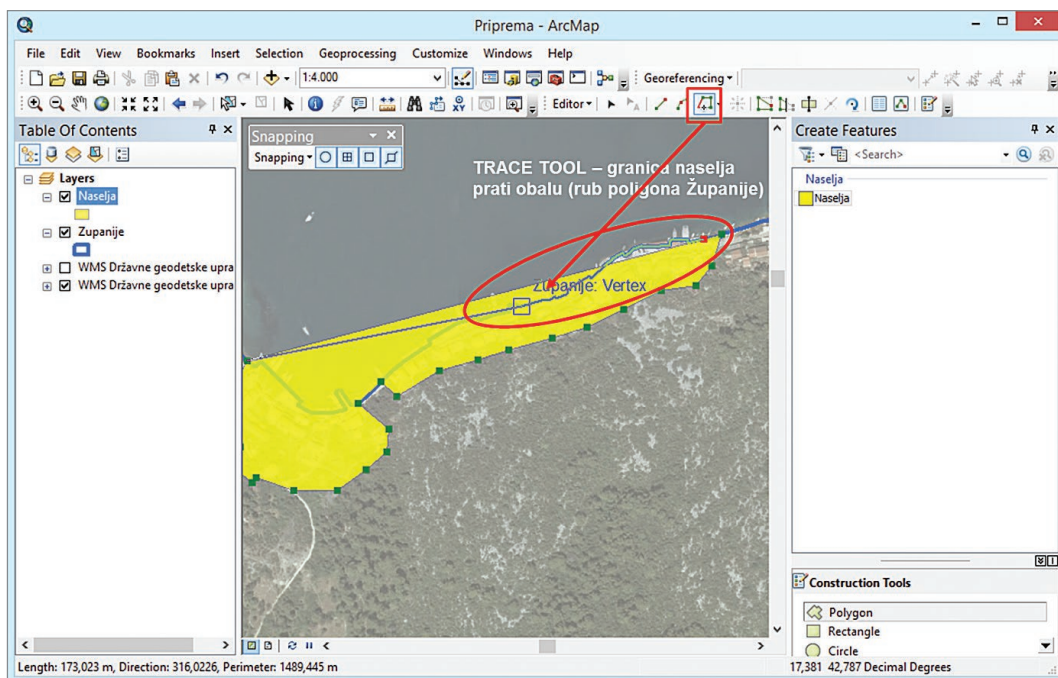 Priprema - ArcMap
File Edit View Bookmarks Insert Selection Geoprocessing Customize Windows Help
1:4.000
Georeferencing
Editor
Table Of Contents
Layers
Naselja
Zupanije
WMS Državne geodetske upra
WMS Državne geodetske upra
Snapping
Snapping
TRACE TOOL – granica naselja
prati obalu (rub poligona Županije)
Županije: Vertex
Create Features
<Search>
Naselja
Naselja
Construction Tools
Polygon
Rectangle
Circle
Length: 173,023 m, Direction: 316,0226, Perimeter: 1489,445 m
17,381 42,787 Decimal Degrees